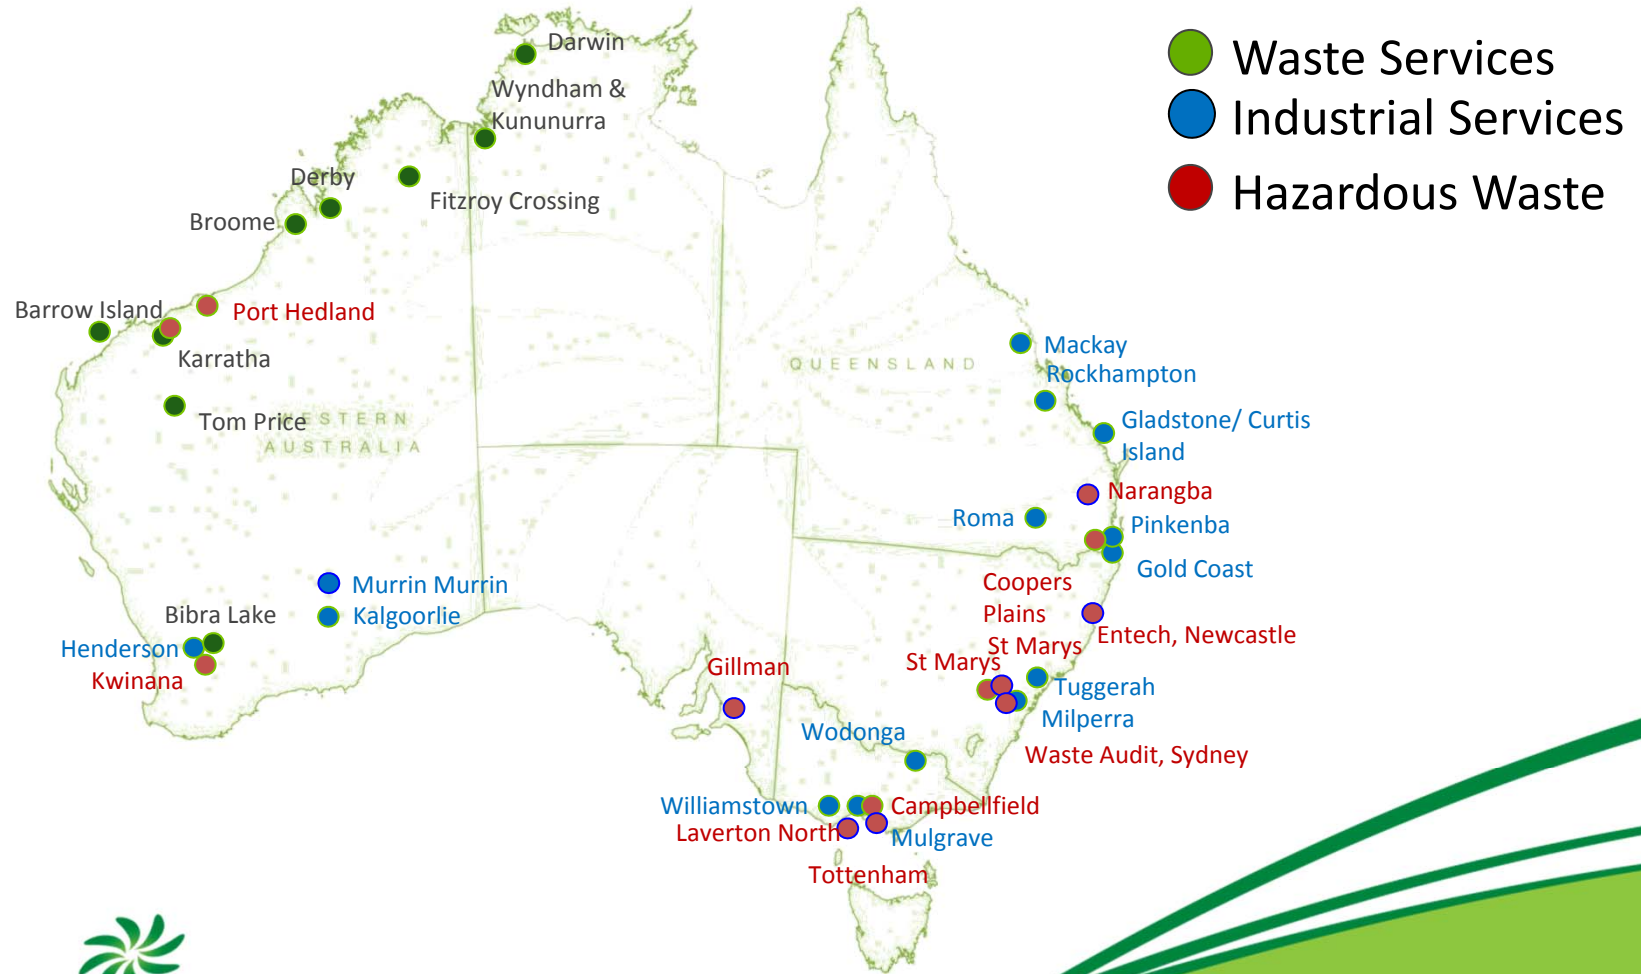 Darwin
Wyndham &
Kununurra
Derby
Fitzroy Crossing
Broome
Barrow Island
Port Hedland
Karratha
Tom Price
WESTERN
AUSTRALIA
Murrin Murrin
Kalgoorlie
Bibra Lake
Henderson
Kwinana
Waste Services
Industrial Services
Hazardous Waste
QUEENSLAND
Mackay
Rockhampton
Gladstone/ Curtis
Island
Narangba
Roma
Pinkenba
Gold Coast
Coopers
Plains
Entech, Newcastle
St Marys
St Marys
Gillman
Tuggerah
Milperra
Wodonga
Waste Audit, Sydney
Williamstown
Campbellfield
Laverton North
Mulgrave
Tottenham